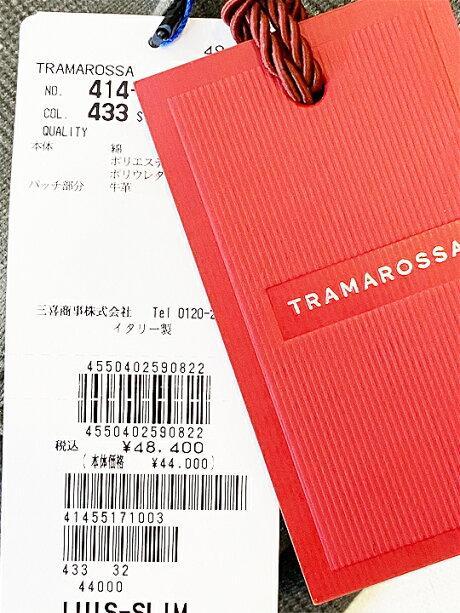 48
TRAMAROSSA
NO. 414-
COL. 433 S
QUALITY
本体 綿
ポリエステ
ポリウレタ
パッチ部分 牛革
三喜商事株式会社 Tel 0120-2
イタリー製
4550402590822
4550402590822
税込 ¥48.400
( 本体価格 ¥44.000)
41455171003
433 32
44000
LUIS-SLIM
TRAMAROSSA